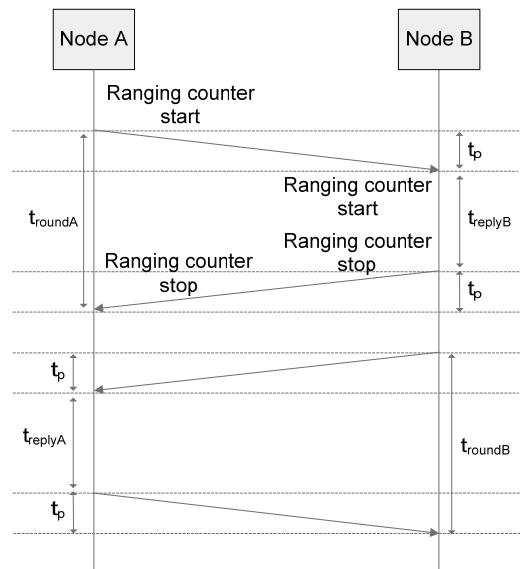 Node A
Node B
Ranging counter
start
tp
troundA
Ranging counter
start
treplyB
Ranging counter
stop
Ranging counter
stop
tp
tp
treplyA
troundB
tp